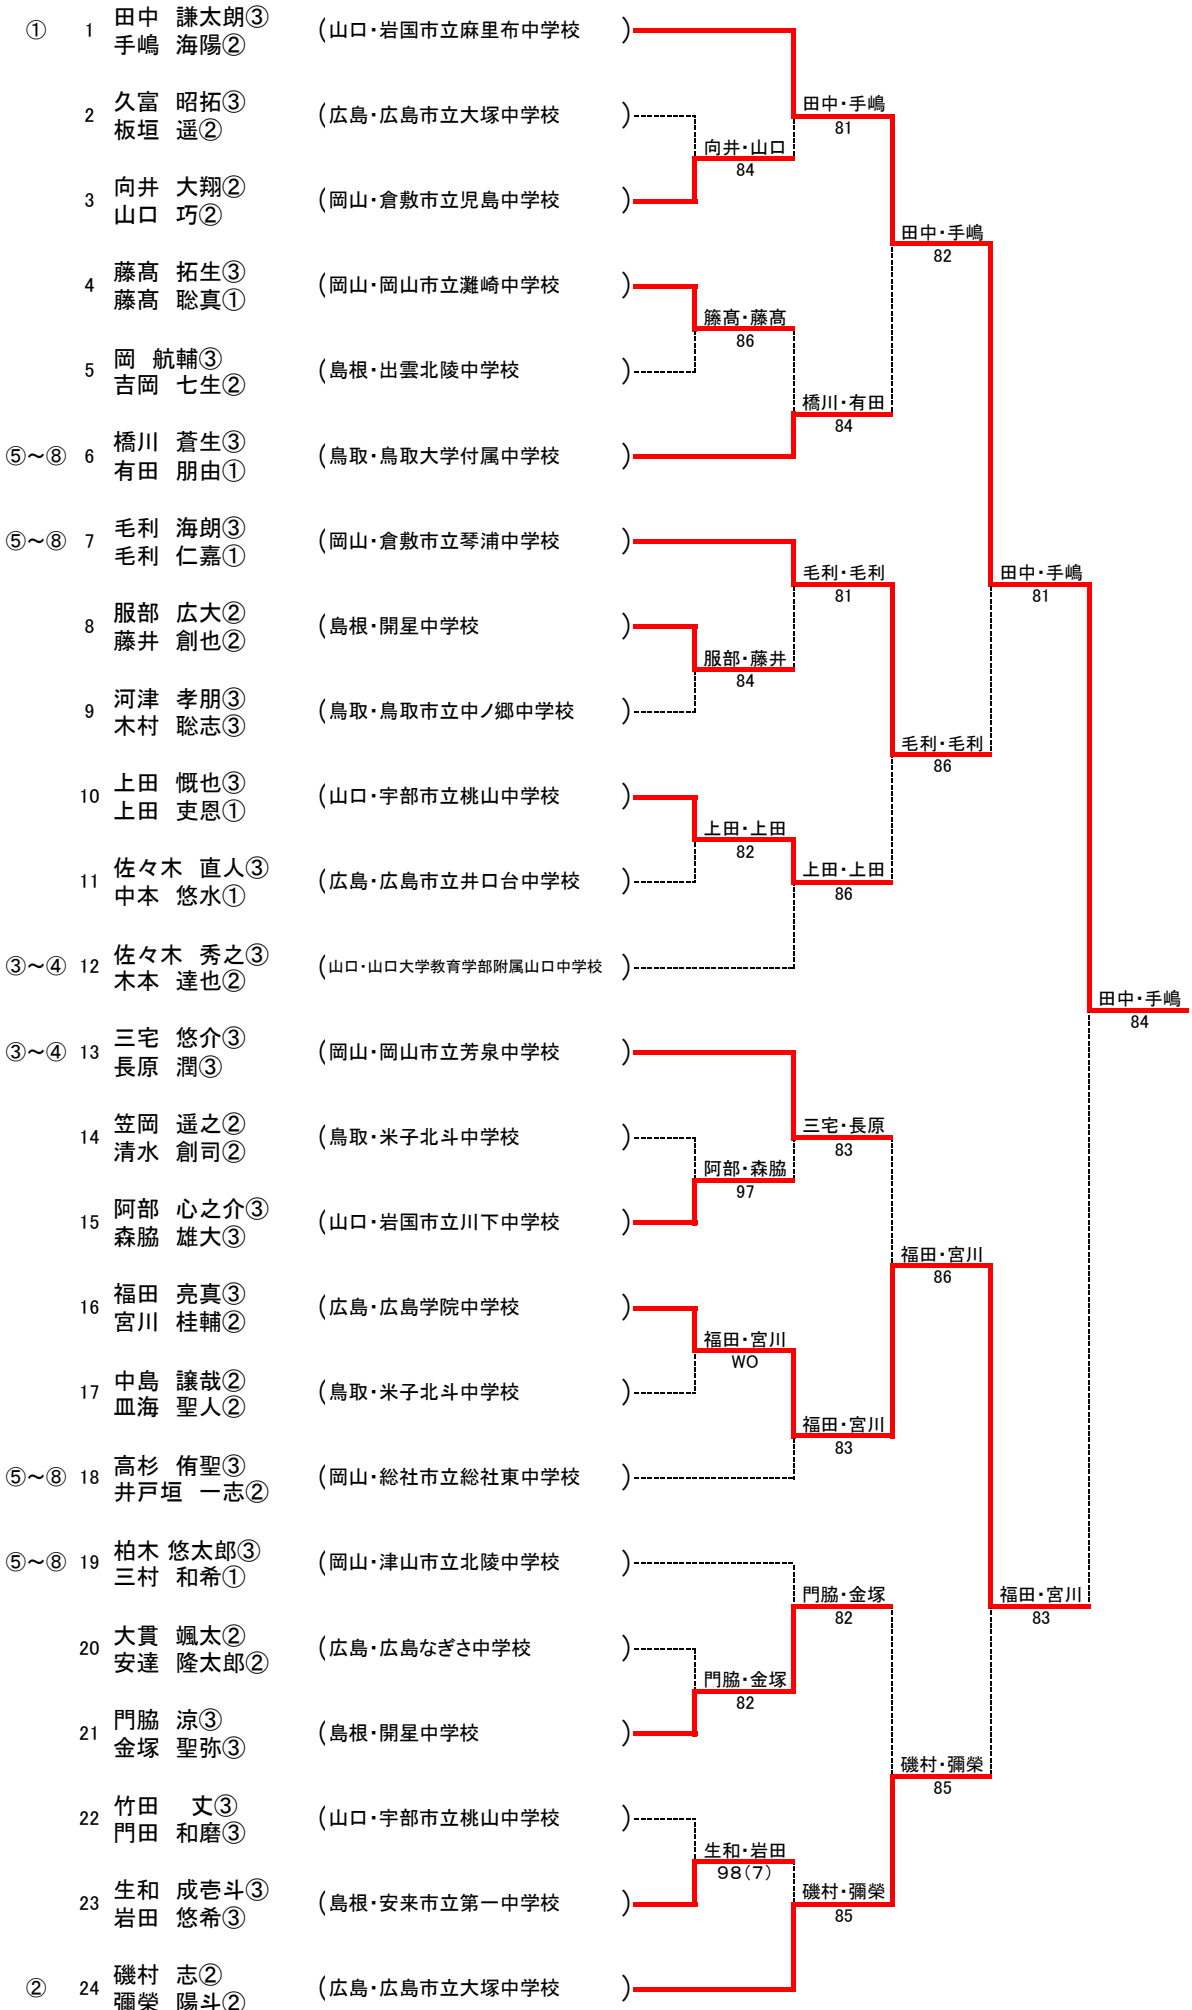 ① 1 田中 謙太朗③ (山口・岩国市立麻里布中学校 )
手嶋 海陽②
2 久富 昭拓③ (広島・広島市立大塚中学校 )
板垣 遥②
田中・手嶋
81
向井・山口
84
3 向井 大翔② (岡山・倉敷市立児島中学校 )
山口 巧②
田中・手嶋
82
4 藤髙 拓生③ (岡山・岡山市立灘崎中学校 )
藤髙 聡真①
籐髙・藤髙
86
5 岡 航輔③ (島根・出雲北陵中学校 )
吉岡 七生②
橋川・有田
84
⑤～⑧ 6 橋川 蒼生③ (鳥取・鳥取大学付属中学校 )
有田 朋由①
⑤～⑧ 7 毛利 海朗③ (岡山・倉敷市立琴浦中学校 )
毛利 仁嘉①
毛利・毛利
81
田中・手嶋
81
8 服部 広大② (島根・開星中学校 )
藤井 創也②
服部・藤井
84
9 河津 孝朋③ (鳥取・鳥取市立中ノ郷中学校 )
木村 聡志③
毛利・毛利
86
10 上田 慨也③ (山口・宇部市立桃山中学校 )
上田 吏恩①
上田・上田
82
11 佐々木 直人③ (広島・広島市立井口台中学校 )
中本 悠水①
上田・上田
86
③～④ 12 佐々木 秀之③ (山口・山口大学教育学部附属山口中学校 )
木本 達也②
田中・手嶋
84
③～④ 13 三宅 悠介③ (岡山・岡山市立芳泉中学校 )
長原 潤③
14 笠岡 遥之② (鳥取・米子北斗中学校 )
清水 創司②
三宅・長原
83
阿部・森脇
97
15 阿部 心之介③ (山口・岩国市立川下中学校 )
森脇 雄大③
福田・宮川
86
16 福田 亮真③ (広島・広島学院中学校 )
宮川 桂輔②
福田・宮川
WO
17 中島 譲哉② (鳥取・米子北斗中学校 )
皿海 聖人②
福田・宮川
83
⑤～⑧ 18 高杉 侑聖③ (岡山・総社市立総社東中学校 )
井戸垣 一志②
⑤～⑧ 19 柏木 悠太郎③ (岡山・津山市立北陵中学校 )
三村 和希①
門脇・金塚
82
福田・宮川
83
20 大貫 颯太② (広島・広島なぎさ中学校 )
安達 隆太郎②
門脇・金塚
82
21 門脇 涼③ (島根・開星中学校 )
金塚 聖弥③
磯村・彌榮
85
22 竹田 丈③ (山口・宇部市立桃山中学校 )
門田 和磨③
生和・岩田
98(7)
23 生和 成壱斗③ (島根・安来市立第一中学校 )
岩田 悠希③
磯村・彌榮
85
② 24 磯村 志② (広島・広島市立大塚中学校 )
彌榮 陽斗②